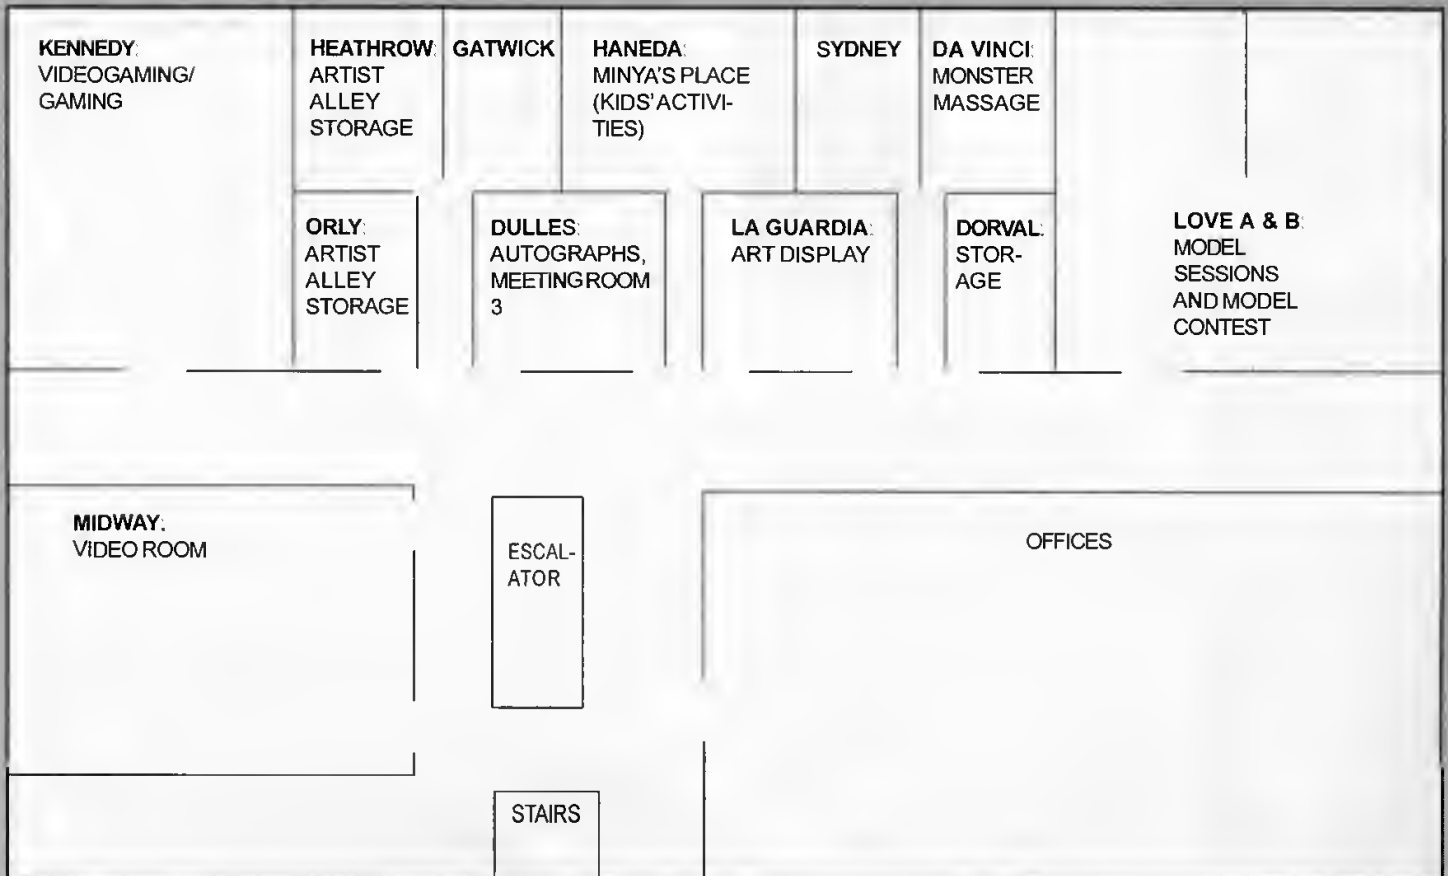 KENNEDY:
VIDEOGAMING/
GAMING
HEATHROW:
ARTIST
ALLEY
STORAGE
GATWICK
HANEDA:
MINYA'S PLACE
(KIDS' ACTIVI-
TIES)
SYDNEY
DA VINCI:
MONSTER
MASSAGE
ORLY:
ARTIST
ALLEY
STORAGE
DULLES:
AUTOGRAPHS,
MEETING ROOM
3
LA GUARDIA:
ART DISPLAY
DORVAL:
STOR-
AGE
LOVE A & B:
MODEL
SESSIONS
AND MODEL
CONTEST
MIDWAY:
VIDEO ROOM
ESCAL-
ATOR
OFFICES
STAIRS